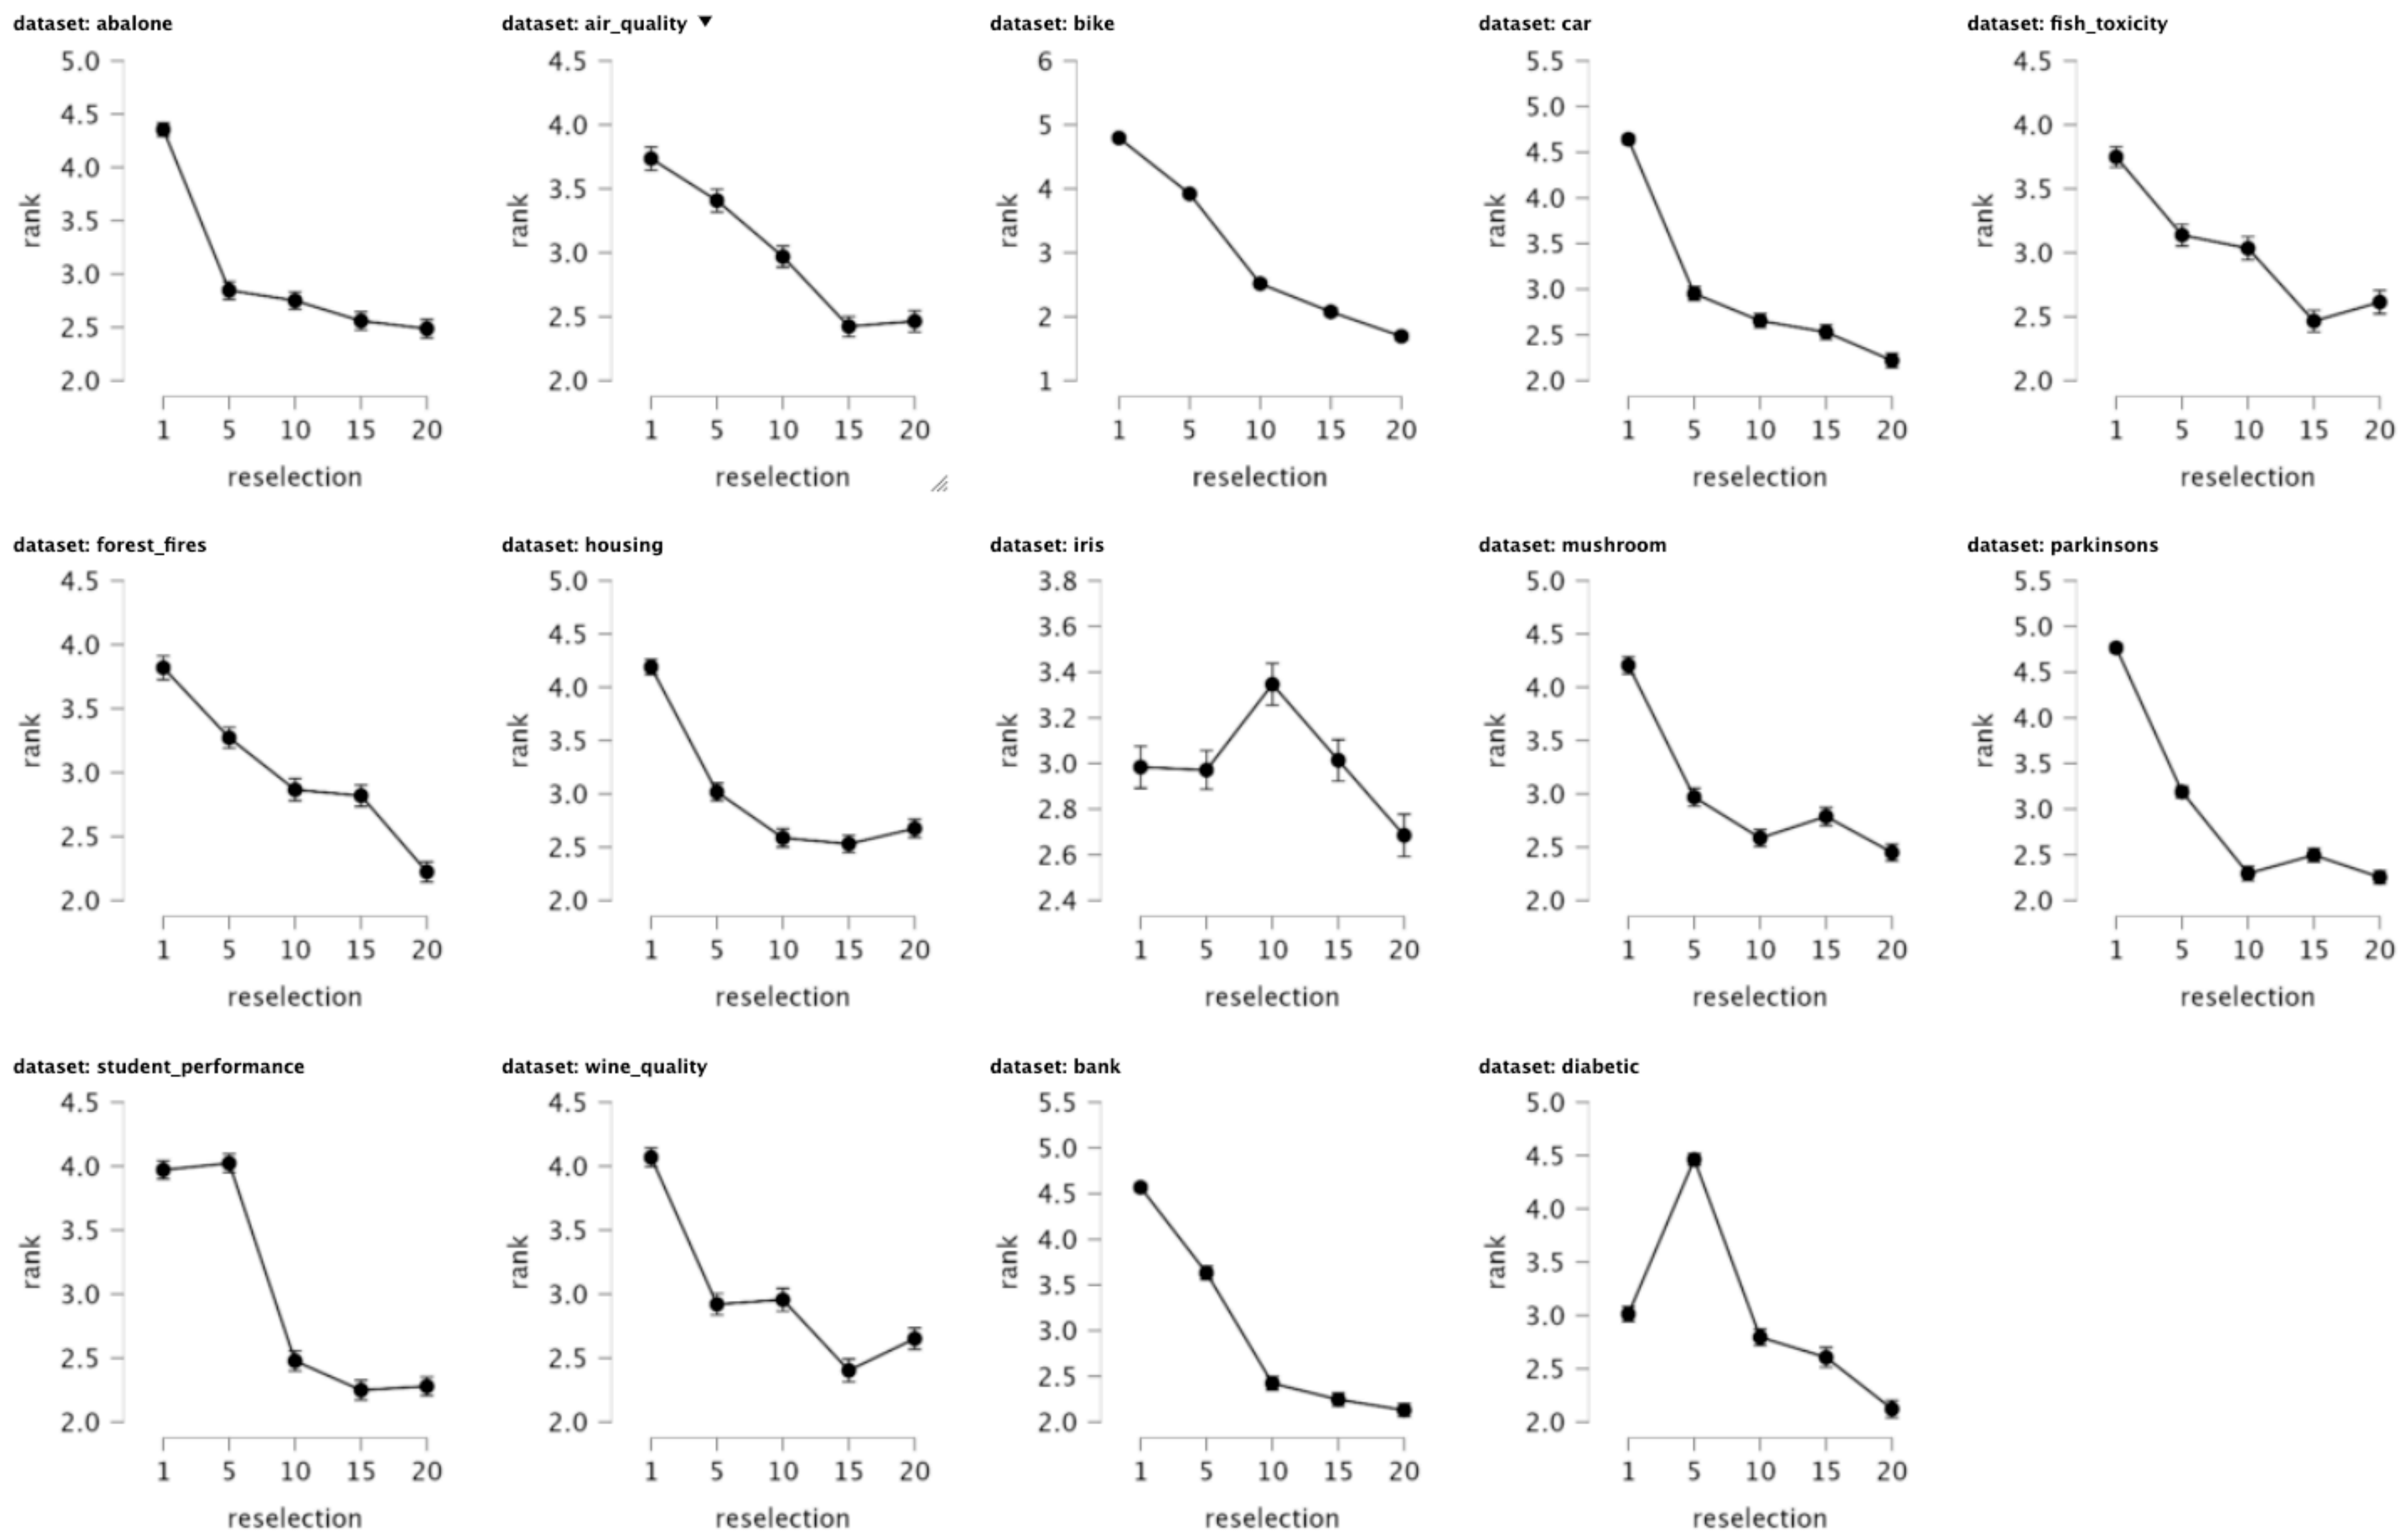 dataset: abalone
5.0
4.5
4.0
3.5
3.0
2.5
2.0
rank
1 5 10 15 20
reselection
dataset: air_quality ▼
4.5
4.0
3.5
3.0
2.5
2.0
rank
1 5 10 15 20
reselection
dataset: bike
6
5
4
3
2
1
rank
1 5 10 15 20
reselection
dataset: car
5.5
5.0
4.5
4.0
3.5
3.0
2.5
2.0
rank
1 5 10 15 20
reselection
dataset: fish_toxicity
4.5
4.0
3.5
3.0
2.5
2.0
rank
1 5 10 15 20
reselection
dataset: forest_fires
4.5
4.0
3.5
3.0
2.5
2.0
rank
1 5 10 15 20
reselection
dataset: housing
5.0
4.5
4.0
3.5
3.0
2.5
2.0
rank
1 5 10 15 20
reselection
dataset: iris
3.8
3.6
3.4
3.2
3.0
2.8
2.6
2.4
rank
1 5 10 15 20
reselection
dataset: mushroom
5.0
4.5
4.0
3.5
3.0
2.5
2.0
rank
1 5 10 15 20
reselection
dataset: parkinsons
5.5
5.0
4.5
4.0
3.5
3.0
2.5
2.0
rank
1 5 10 15 20
reselection
dataset: student_performance
4.5
4.0
3.5
3.0
2.5
2.0
rank
1 5 10 15 20
reselection
dataset: wine_quality
4.5
4.0
3.5
3.0
2.5
2.0
rank
1 5 10 15 20
reselection
dataset: bank
5.5
5.0
4.5
4.0
3.5
3.0
2.5
2.0
rank
1 5 10 15 20
reselection
dataset: diabetic
5.0
4.5
4.0
3.5
3.0
2.5
2.0
rank
1 5 10 15 20
reselection